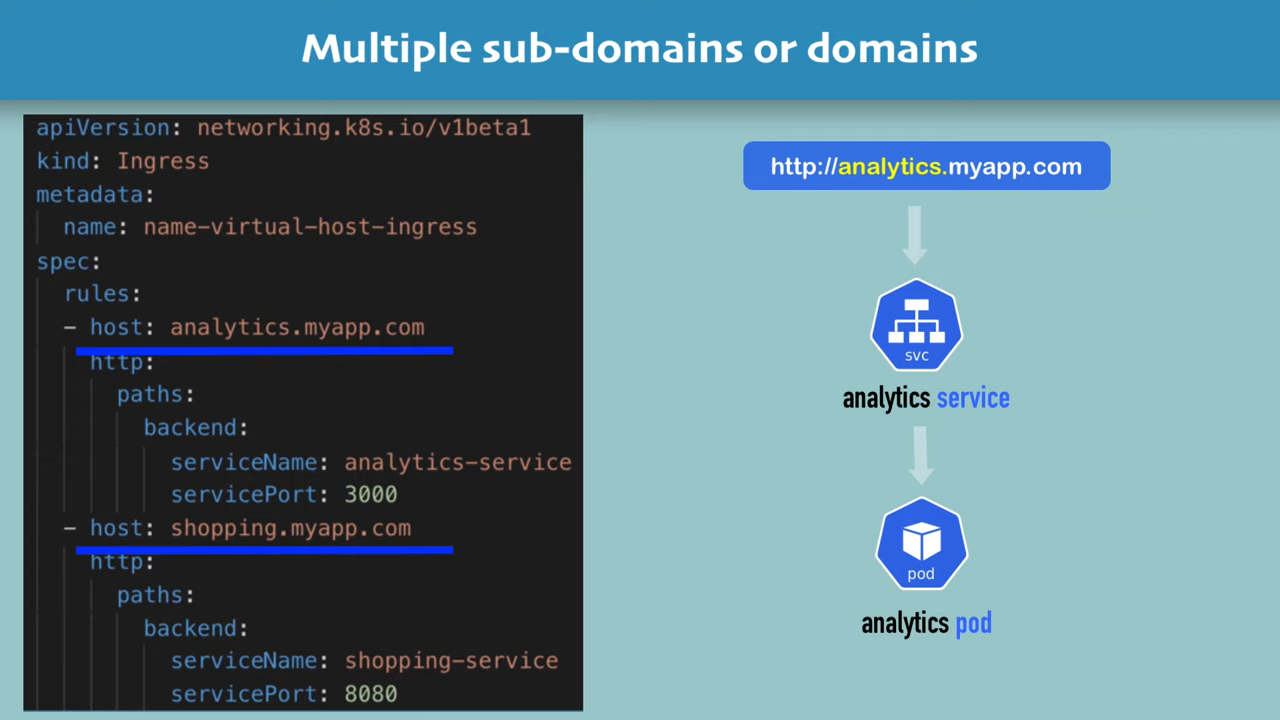 Multiple sub-domains or domains
apiVersion: networking.k8s.io/v1beta1
kind: Ingress
metadata:
  name: name-virtual-host-ingress
spec:
  rules:
  - host: analytics.myapp.com
    http:
      paths:
        backend:
          serviceName: analytics-service
          servicePort: 3000
  - host: shopping.myapp.com
    http:
      paths:
        backend:
          serviceName: shopping-service
          servicePort: 8080
http://analytics.myapp.com
svc
analytics service
pod
analytics pod